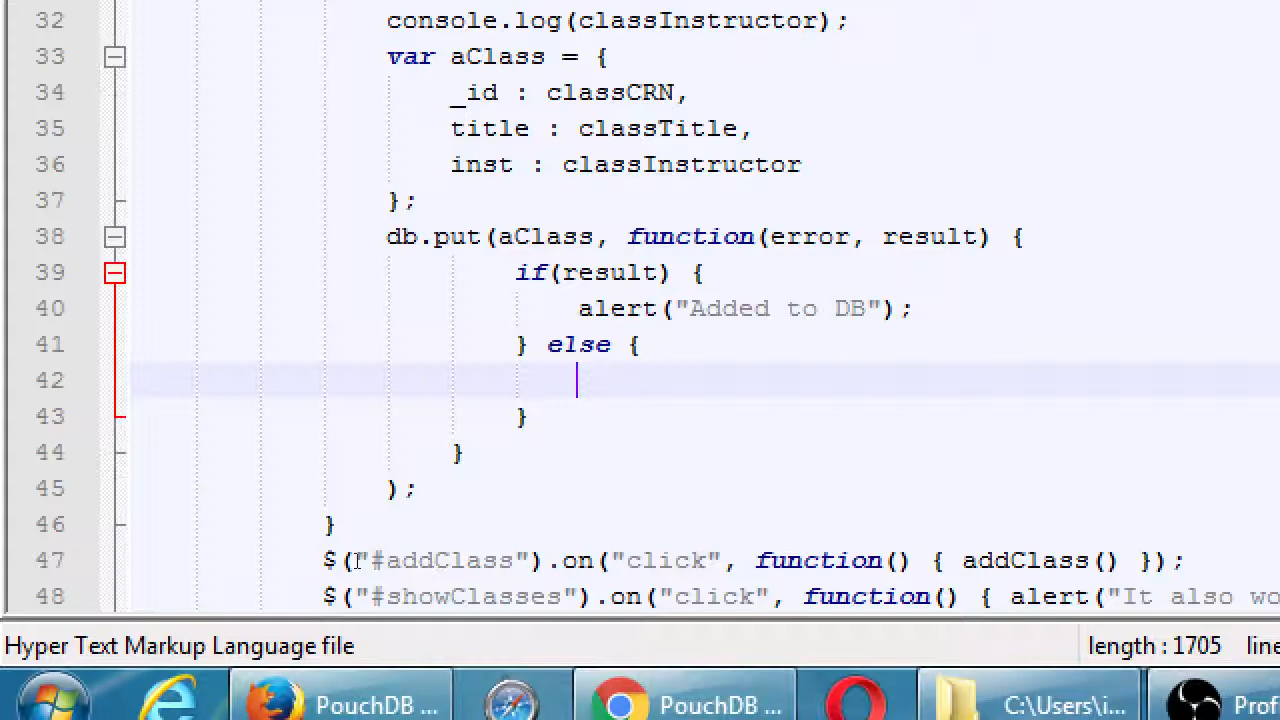 32 console.log(classInstructor);
33 var aClass = {
34 _id : classCRN,
35 title : classTitle,
36 inst : classInstructor
37 };
38 db.put(aClass, function(error, result) {
39 if(result) {
40 alert("Added to DB");
41 } else {
42
43 }
44 }
45 );
46 }
47 $("#addClass").on("click", function() { addClass() });
48 $("#showClasses").on("click", function() { alert("It also wo
Hyper Text Markup Language file length : 1705 line
PouchDB ... PouchDB ... C:\Users\i... Prof